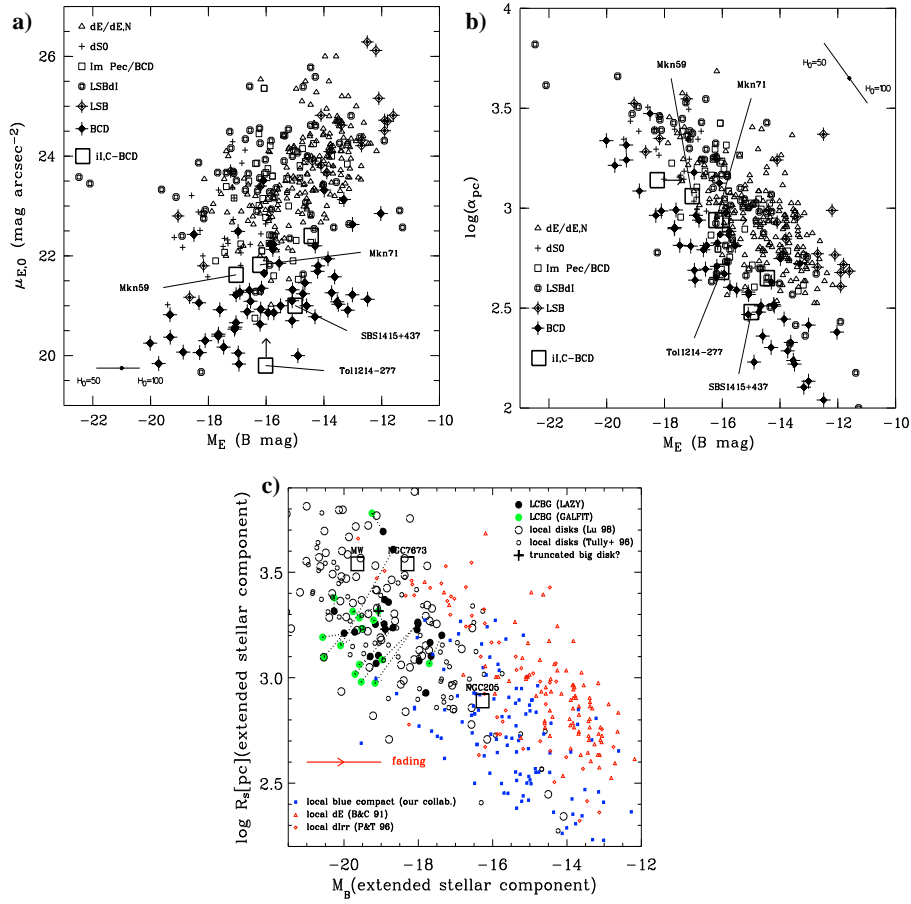 a)
26
24
22
20
μE,0 (mag arcsec−2)
dE/dE,N
dS0
Im Pec/BCD
LSBdI
LSB
BCD
iI,C-BCD
Mkn71
Mkn59
SBS1415+437
Tol1214-277
H0=50 H0=100
−22 −20 −18 −16 −14 −12
ME (B mag)
b)
4
3.5
3
2.5
2
log(αpc)
Mkn59
Mkn71
H0=50
H0=100
dE/dE,N
dS0
Im Pec/BCD
LSBdI
LSB
BCD
iI,C-BCD
Tol1214-277
SBS1415+437
−22 −20 −18 −16 −14 −12 −10
ME (B mag)
c)
3.5
3.0
2.5
log Rs[pc](extended stellar component)
LCBG (LAZY)
LCBG (GALFIT)
local disks (Lu 98)
local disks (Tully+ 96)
truncated big disk?
MW
NGC7673
NGC205
fading
local blue compact (our collab.)
local dE (B&C 91)
local dIrr (P&T 96)
−20 −18 −16 −14 −12
MB(extended stellar component)